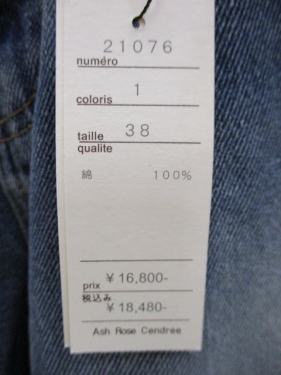 21076
numéro
1
coloris
taille 38
qualite
綿 100%
¥16,800-
prix
税込み
¥18,480-
Ash Rose Cendree